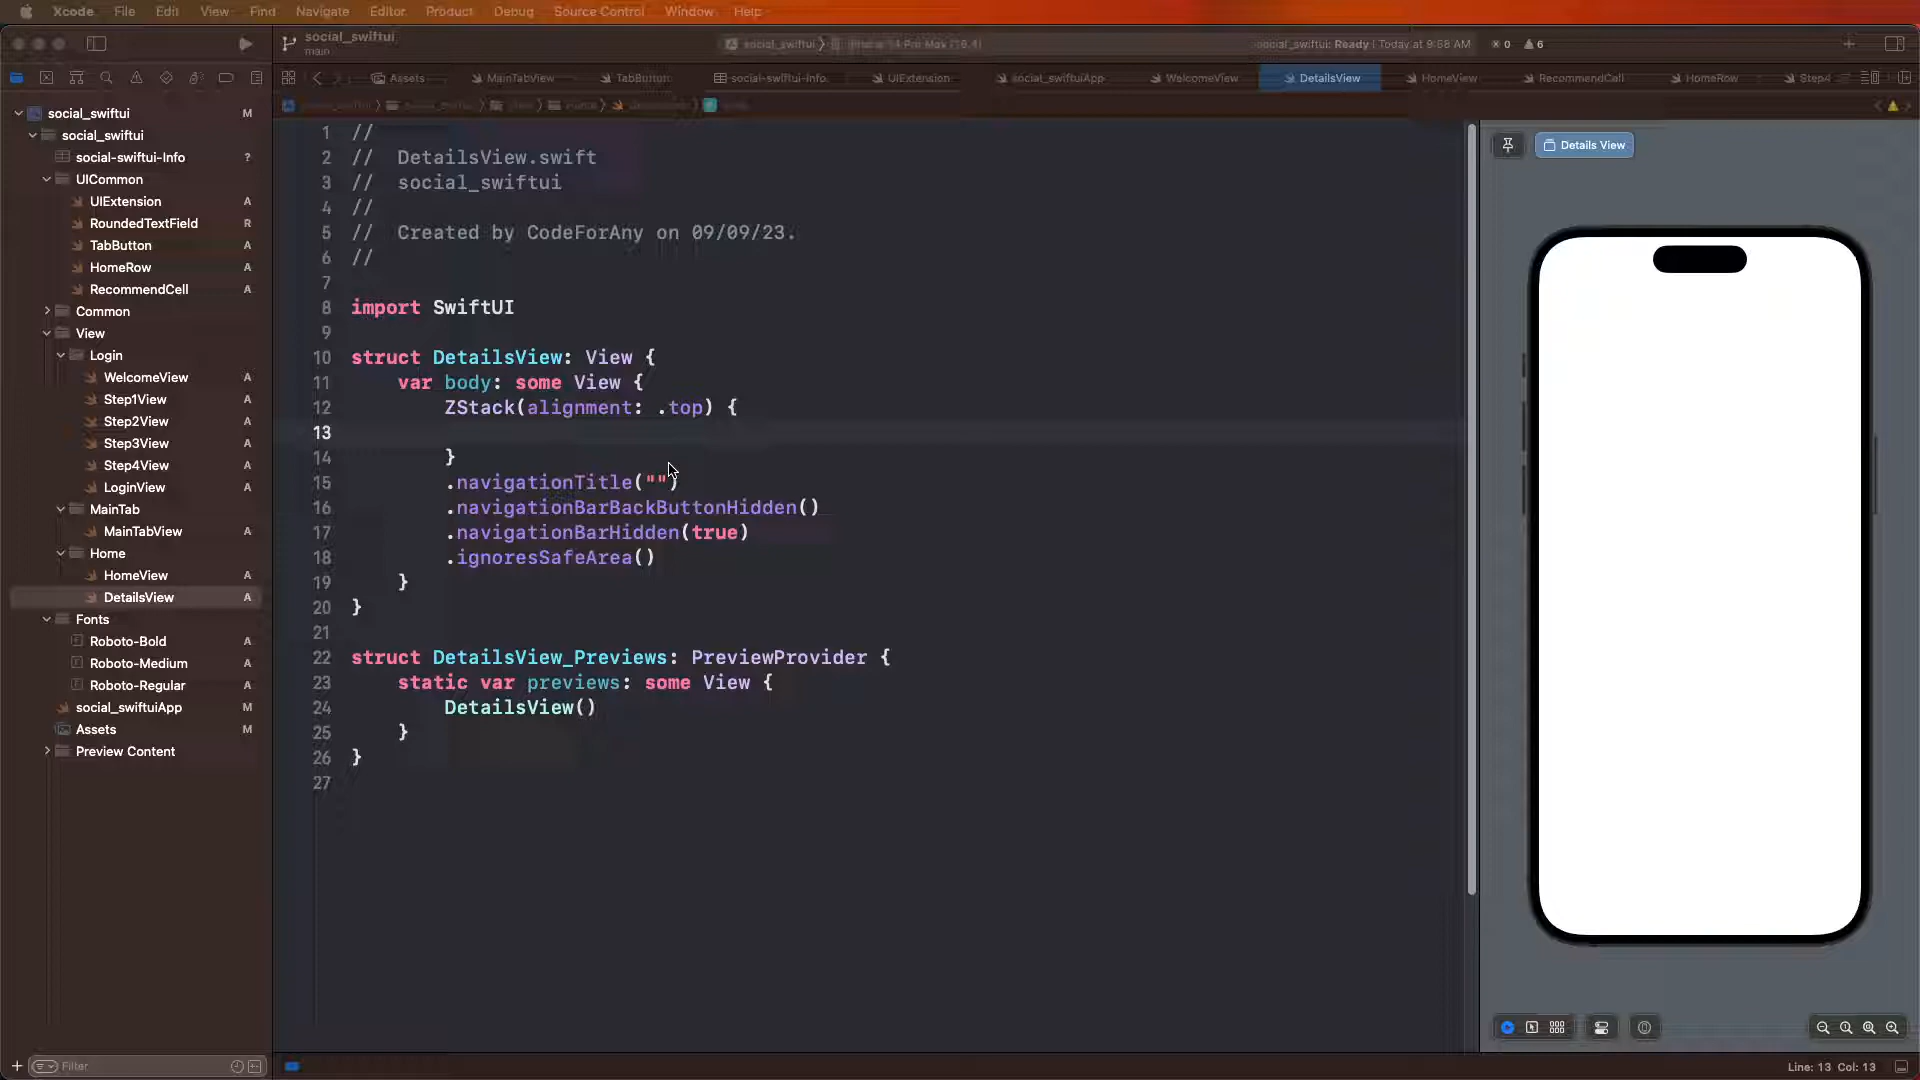 Xcode File Edit View Find Navigate Editor Product Debug Source Control Window Help
social_swiftui
main
social_swiftui
social_swiftui: Ready | Today at 9:58 AM
0
6
Assets
MainTabView
TabButton
social-swiftui-Info
UIExtension
social_swiftuiApp
WelcomeView
DetailsView
HomeView
RecommendCell
HomeRow
Step4
social_swiftui M
social_swiftui
social-swiftui-Info ?
UICommon
UIExtension A
RoundedTextField R
TabButton A
HomeRow A
RecommendCell A
Common
View
Login
WelcomeView A
Step1View A
Step2View A
Step3View A
Step4View A
LoginView A
MainTab
MainTabView A
Home
HomeView A
DetailsView A
Fonts
Roboto-Bold A
Roboto-Medium A
Roboto-Regular A
social_swiftuiApp M
Assets M
Preview Content
Filter
1 //
2 // DetailsView.swift
3 // social_swiftui
4 //
5 // Created by CodeForAny on 09/09/23.
6 //
7
8 import SwiftUI
9
10 struct DetailsView: View {
11 var body: some View {
12 ZStack(alignment: .top) {
13
14 }
15 .navigationTitle("")
16 .navigationBarBackButtonHidden()
17 .navigationBarHidden(true)
18 .ignoresSafeArea()
19 }
20 }
21
22 struct DetailsView_Previews: PreviewProvider {
23 static var previews: some View {
24 DetailsView()
25 }
26 }
27
Details View
Line: 13 Col: 13